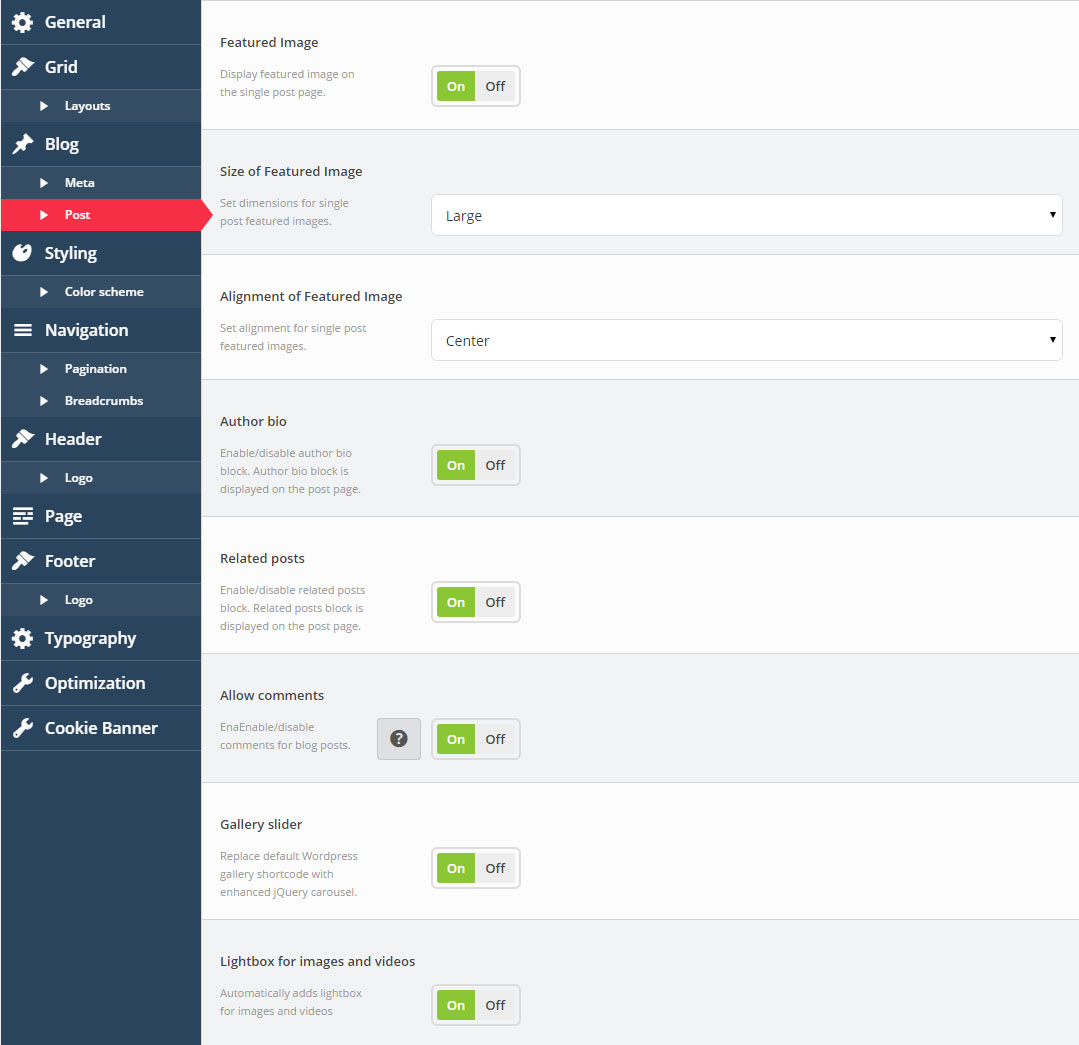 General
Grid
Layouts
Blog
Meta
Post
Styling
Color scheme
Navigation
Pagination
Breadcrumbs
Header
Logo
Page
Footer
Logo
Typography
Optimization
Cookie Banner
Featured Image
Display featured image on
the single post page.
On Off
Size of Featured Image
Set dimensions for single
post featured images.
Large
Alignment of Featured Image
Set alignment for single post
featured images.
Center
Author bio
Enable/disable author bio
block. Author bio block is
displayed on the post page.
On Off
Related posts
Enable/disable related posts
block. Related posts block is
displayed on the post page.
On Off
Allow comments
EnaEnable/disable
comments for blog posts.
?
On Off
Gallery slider
Replace default Wordpress
gallery shortcode with
enhanced jQuery carousel.
On Off
Lightbox for images and videos
Automatically adds lightbox
for images and videos
On Off